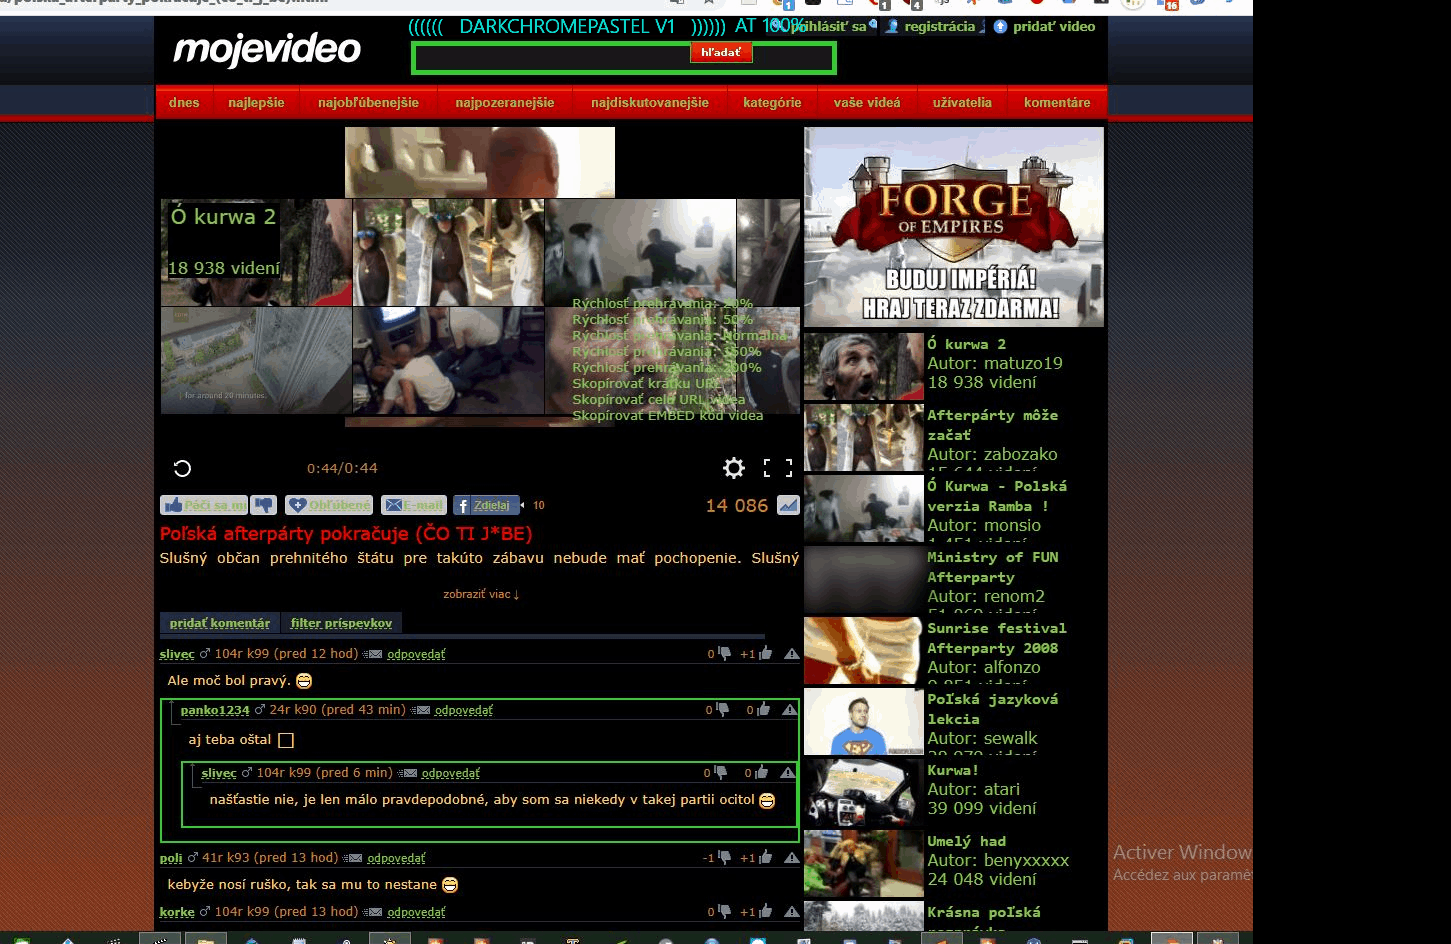 (((((( DARKCHROMEPASTEL V1 )))))) AT 100%
prihlásiť sa registrácia pridať video
mojevideo
hľadať
dnes najlepšie najobľúbenejšie najpozeranejšie najdiskutovanejšie kategórie vaše videá užívatelia komentáre
Ó kurwa 2
18 938 videní
for around 20 minutes.
Rýchlosť prehrávania: 20%
Rýchlosť prehrávania: 50%
Rýchlosť prehrávania: Normálna
Rýchlosť prehrávania: 150%
Rýchlosť prehrávania: 200%
Skopírovať krátku URL
Skopírovať celú URL videa
Skopírovať EMBED kód videa
0:44/0:44
Páči sa mi Obľúbené E-mail Zdieľaj 10
14 086
Poľská afterpárty pokračuje (ČO TI J*BE)
Slušný občan prehnitého štátu pre takúto zábavu nebude mať pochopenie. Slušný
zobraziť viac ↓
pridať komentár filter príspevkov
slivec ♂ 104r k99 (pred 12 hod) odpovedať 0 +1
Ale moč bol pravý.
panko1234 ♂ 24r k90 (pred 43 min) odpovedať 0 0
aj teba oštal
slivec ♂ 104r k99 (pred 6 min) odpovedať 0 0
našťastie nie, je len málo pravdepodobné, aby som sa niekedy v takej partii ocitol
poli ♂ 41r k93 (pred 13 hod) odpovedať -1 +1
kebyže nosí ruško, tak sa mu to nestane
korke ♂ 104r k99 (pred 13 hod) odpovedať 0 +1
FORGE
OF EMPIRES
BUDUJ IMPÉRIÁ!
HRAJ TERAZ ZDARMA!
Ó kurwa 2
Autor: matuzo19
18 938 videní
Afterpárty môže
začať
Autor: zabozako
15 644 videní
Ó Kurwa - Polská
verzia Ramba !
Autor: monsio
Ministry of FUN
Afterparty
Autor: renom2
Sunrise festival
Afterparty 2008
Autor: alfonzo
Poľská jazyková
lekcia
Autor: sewalk
Kurwa!
Autor: atari
39 099 videní
Umelý had
Autor: benyxxxxx
24 048 videní
Krásna poľská
Activer Window
Accédez aux paramè